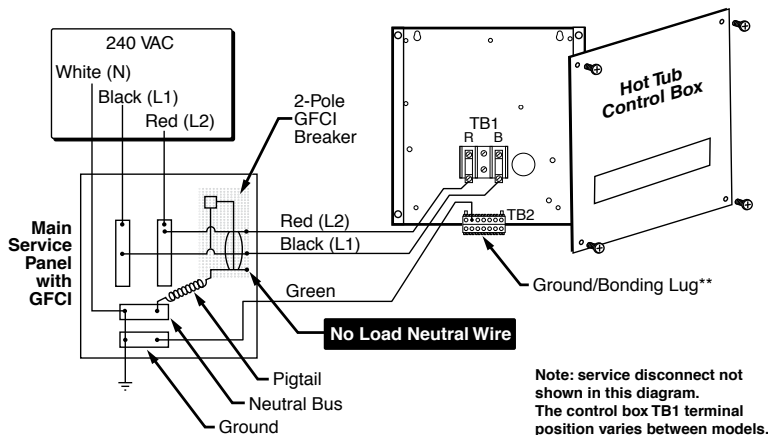 240 VAC
White (N)
Black (L1)
Red (L2)
2-Pole
GFCI
Breaker
Main
Service
Panel
with
GFCI
Red (L2)
Black (L1)
Green
No Load Neutral Wire
Pigtail
Neutral Bus
Ground
TB1
R B
TB2
Ground/Bonding Lug**
Hot Tub
Control Box
Note: service disconnect not
shown in this diagram.
The control box TB1 terminal
position varies between models.